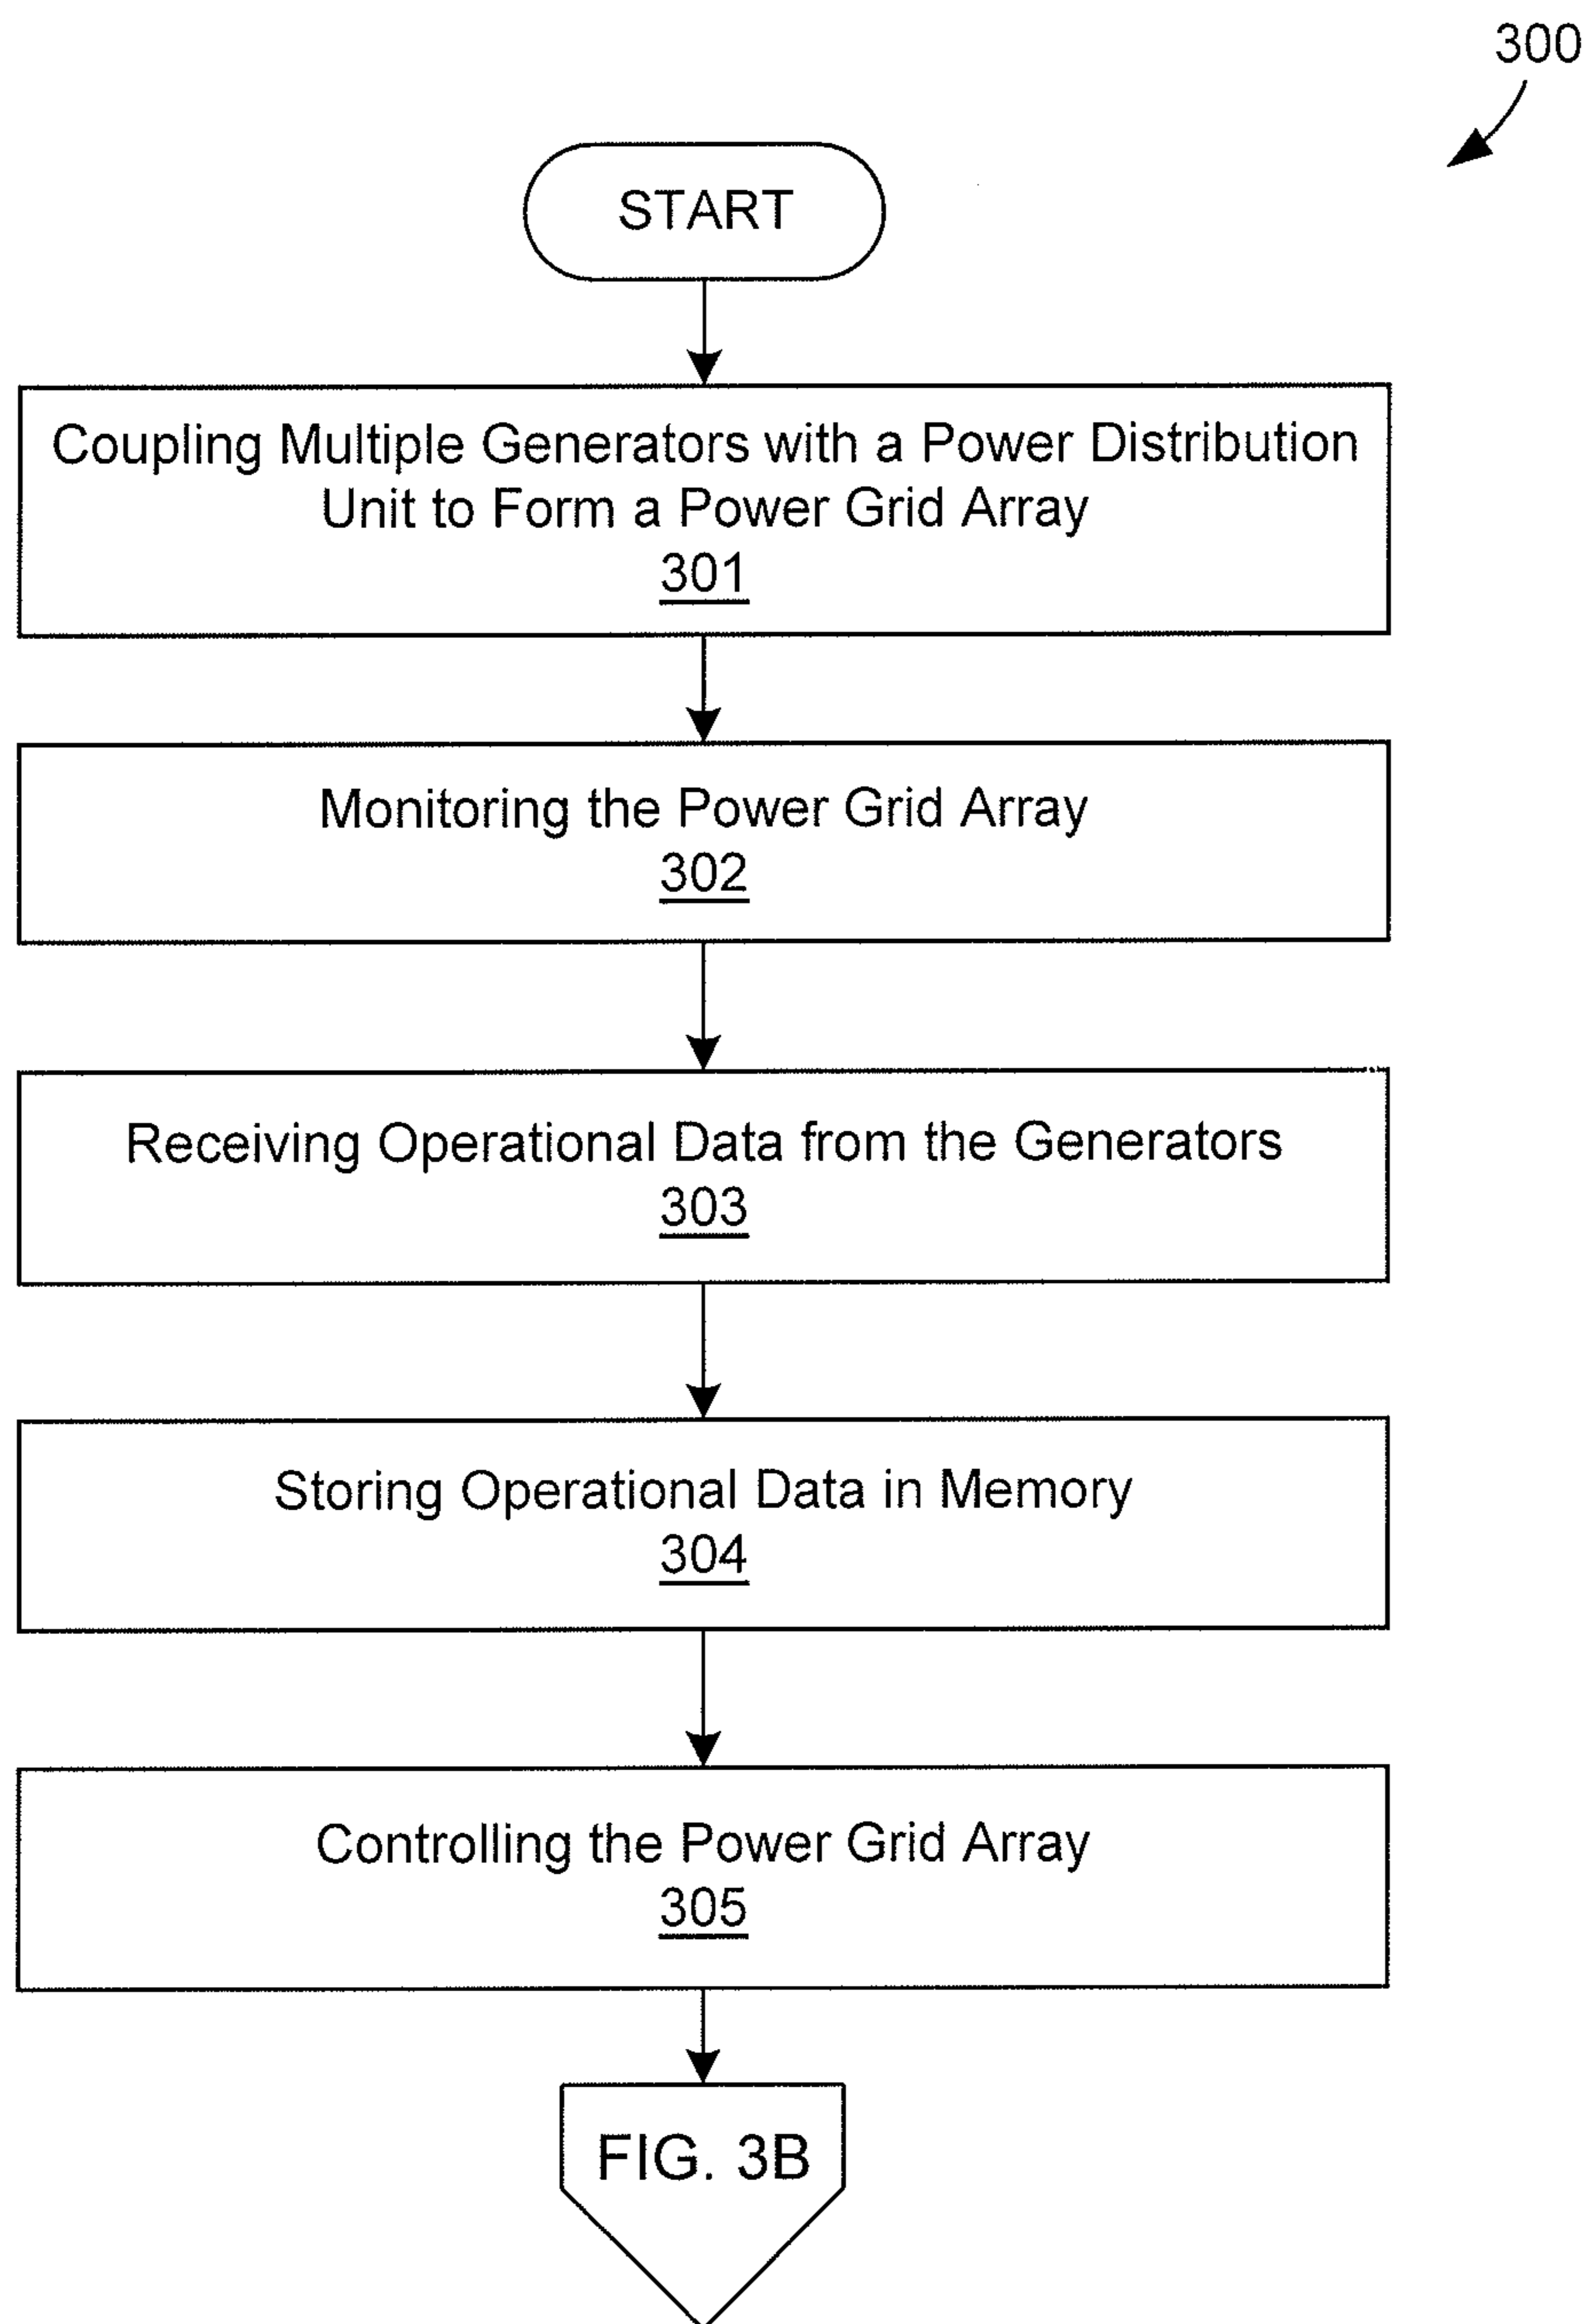 300
START
Coupling Multiple Generators with a Power Distribution
Unit to Form a Power Grid Array
301
Monitoring the Power Grid Array
302
Receiving Operational Data from the Generators
303
Storing Operational Data in Memory
304
Controlling the Power Grid Array
305
FIG. 3B